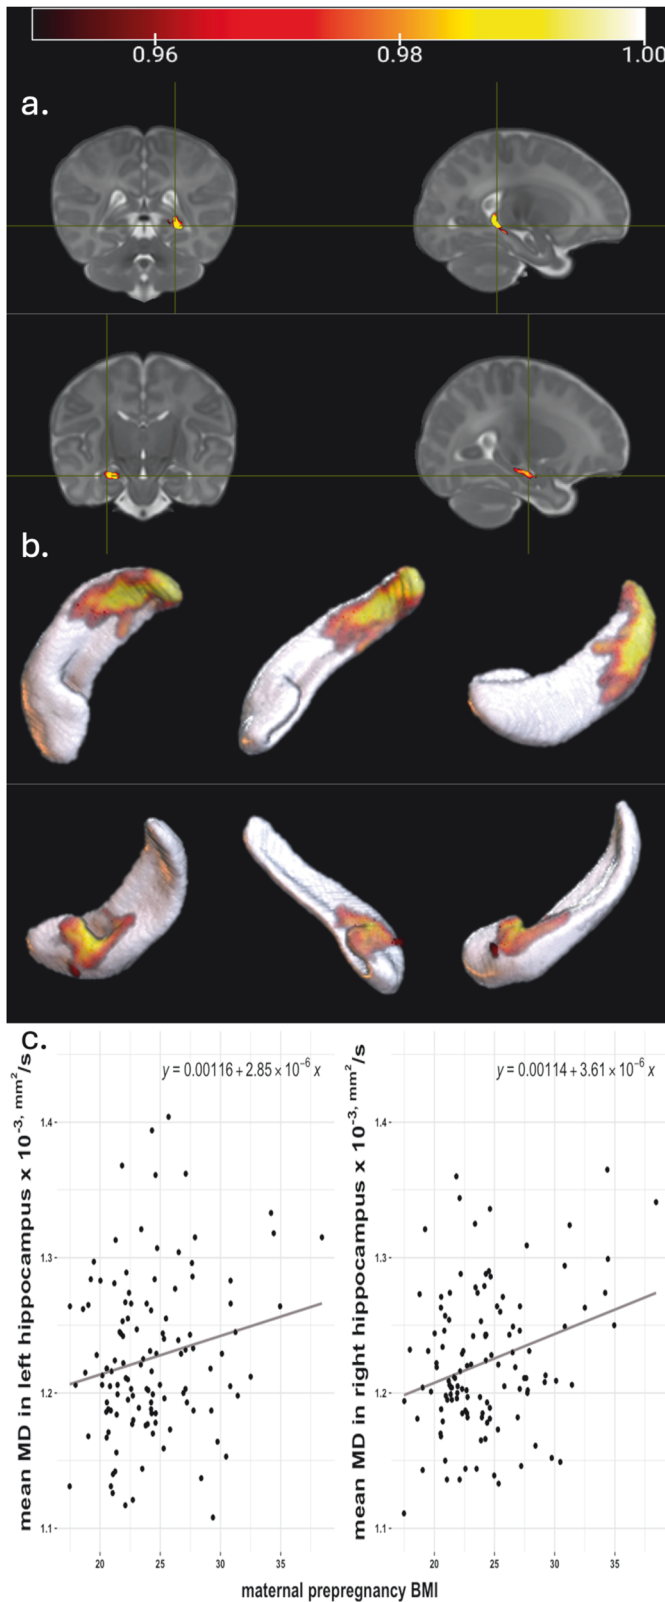 0.96 0.98 1.00
a.
b.
c.
mean MD in left hippocampus x 10⁻³, mm²/s
y = 0.00116 + 2.85 × 10⁻⁶ x
1.4
1.3
1.2
1.1
20 25 30 35
mean MD in right hippocampus x 10⁻³, mm²/s
y = 0.00114 + 3.61 × 10⁻⁶ x
1.4
1.3
1.2
1.1
20 25 30 35
maternal prepregnancy BMI